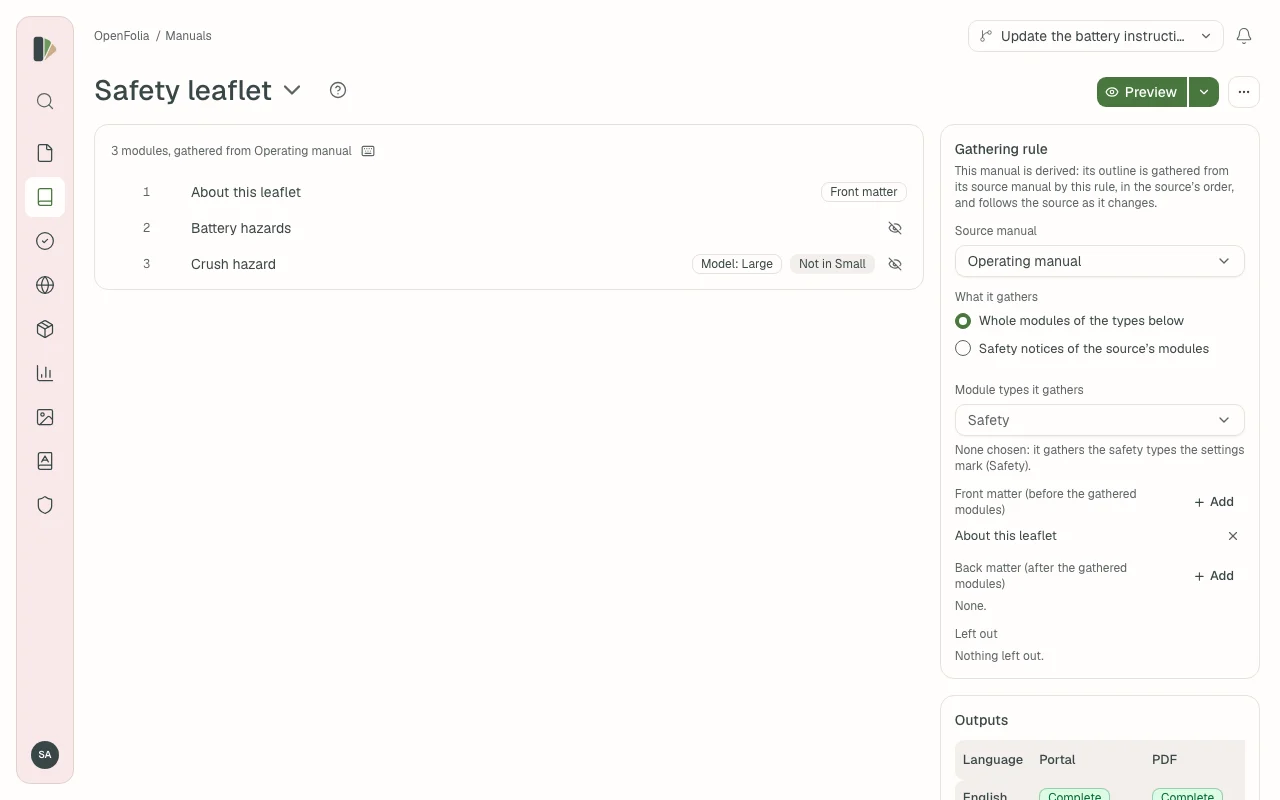 OpenFolia / Manuals
Update the battery instructi...
Safety leaflet
Preview
3 modules, gathered from Operating manual
1 About this leaflet Front matter
2 Battery hazards
3 Crush hazard Model: Large Not in Small
Gathering rule
This manual is derived: its outline is gathered from
its source manual by this rule, in the source's order,
and follows the source as it changes.
Source manual
Operating manual
What it gathers
Whole modules of the types below
Safety notices of the source's modules
Module types it gathers
Safety
None chosen: it gathers the safety types the settings
mark (Safety).
Front matter (before the gathered
modules)
+ Add
About this leaflet
Back matter (after the gathered
modules)
+ Add
None.
Left out
Nothing left out.
Outputs
Language Portal PDF
English Complete Complete
SA